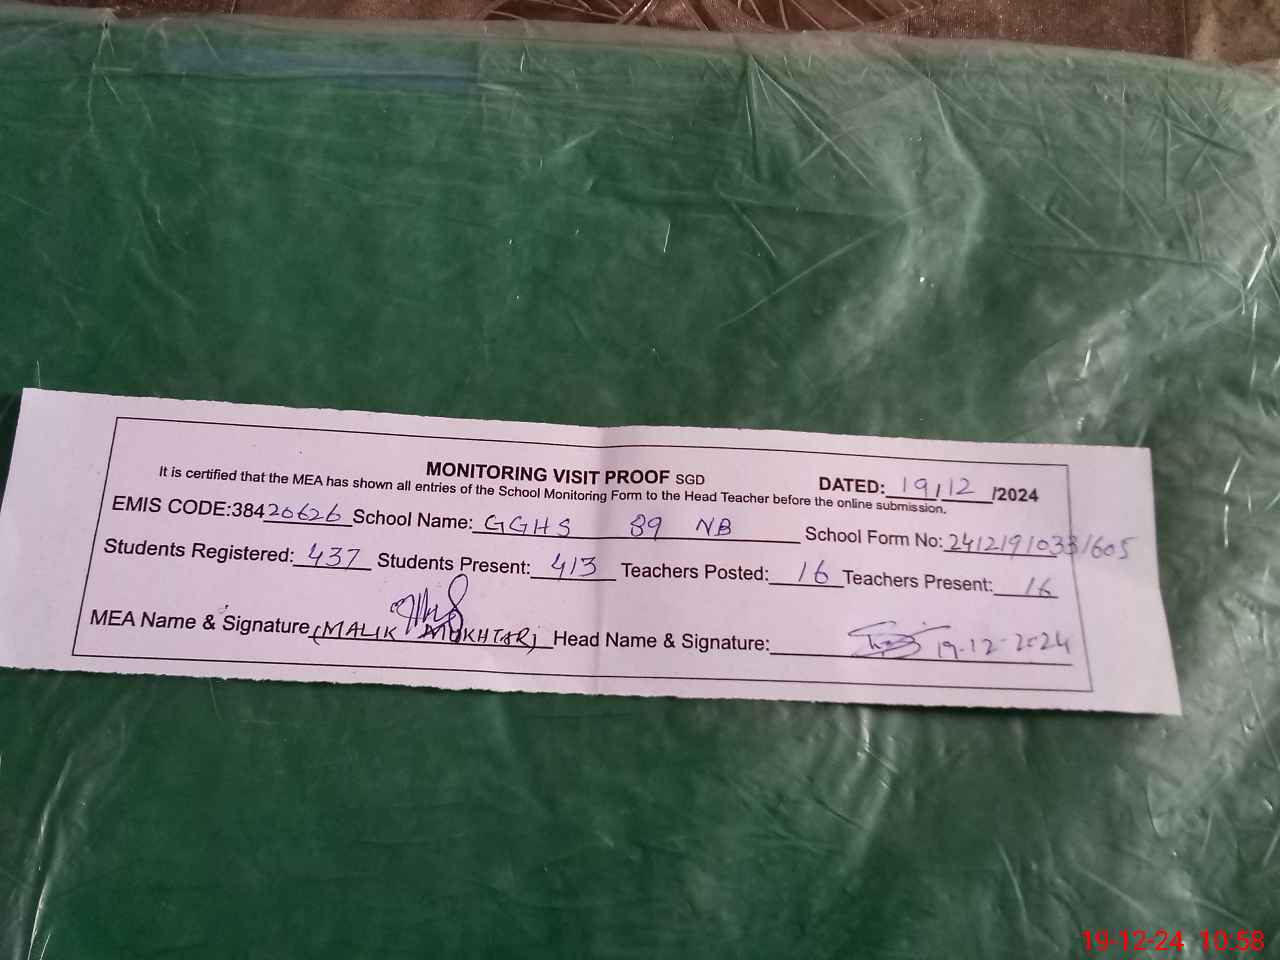 MONITORING VISIT PROOF SGD DATED: 19/12/2024
It is certified that the MEA has shown all entries of the School Monitoring Form to the Head Teacher before the online submission.
EMIS CODE:38420626 School Name: GGHS 89 NB School Form No: 2412191033/605
Students Registered: 437 Students Present: 413 Teachers Posted: 16 Teachers Present: 16
MEA Name & Signature (MALIK MUKHTAR) Head Name & Signature: 19-12-2024
19-12-24 10:58